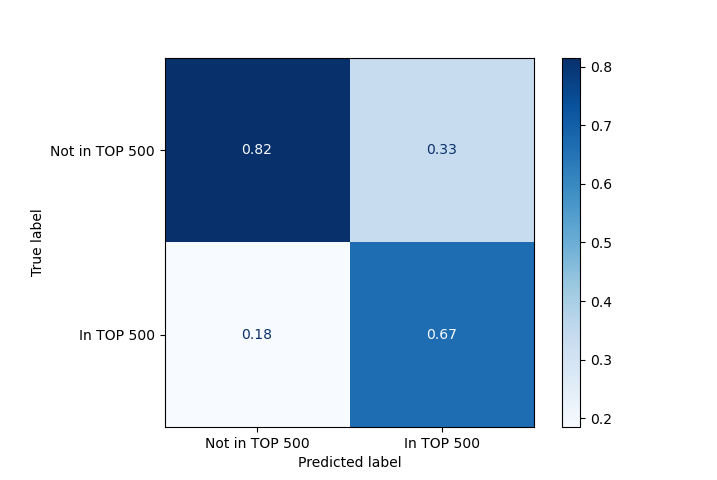 True label
Not in TOP 500
In TOP 500
0.82
0.33
0.18
0.67
Not in TOP 500
In TOP 500
Predicted label
0.8
0.7
0.6
0.5
0.4
0.3
0.2